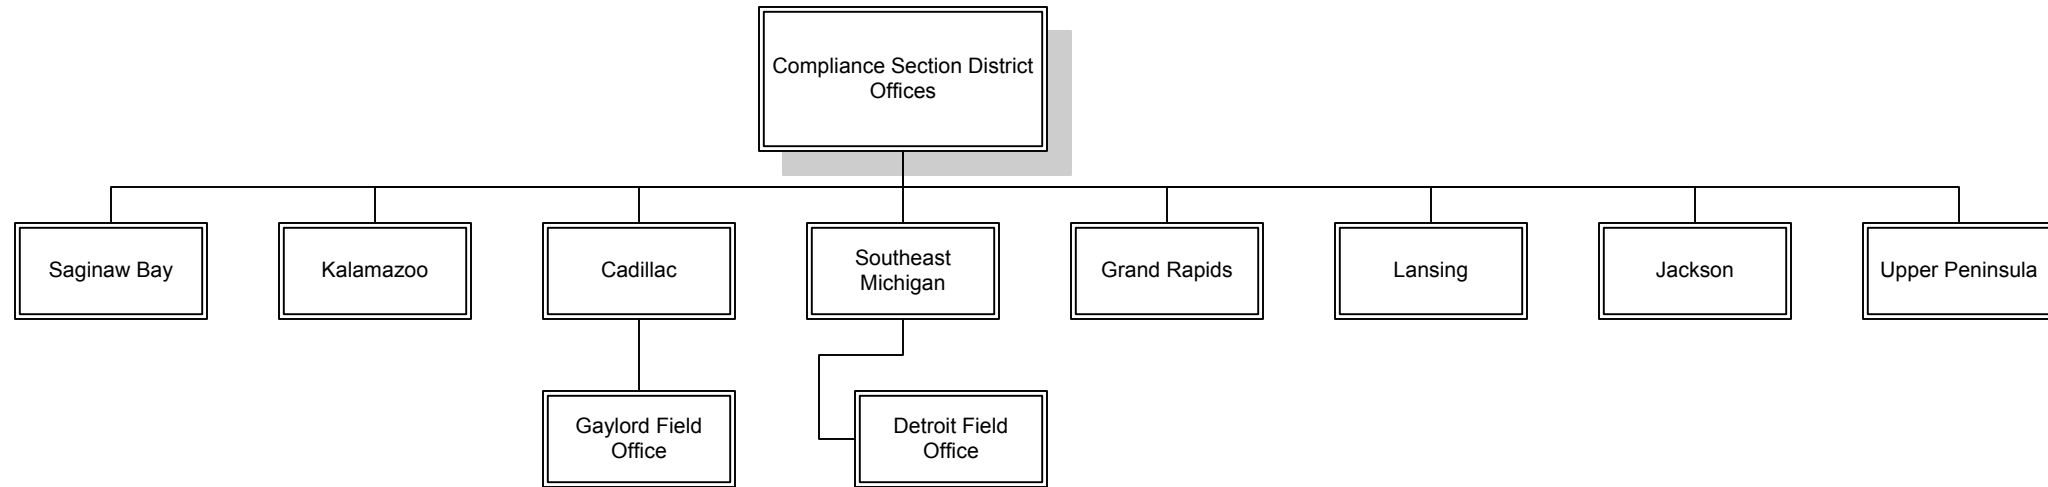 Compliance Section District
Offices
Saginaw Bay
Kalamazoo
Cadillac
Southeast
Michigan
Grand Rapids
Lansing
Jackson
Upper Peninsula
Gaylord Field
Office
Detroit Field
Office